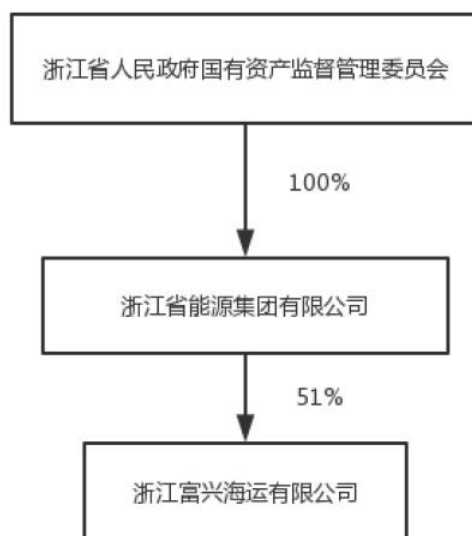 浙江省人民政府国有资产监督管理委员会
100%
浙江省能源集团有限公司
51%
浙江富兴海运有限公司